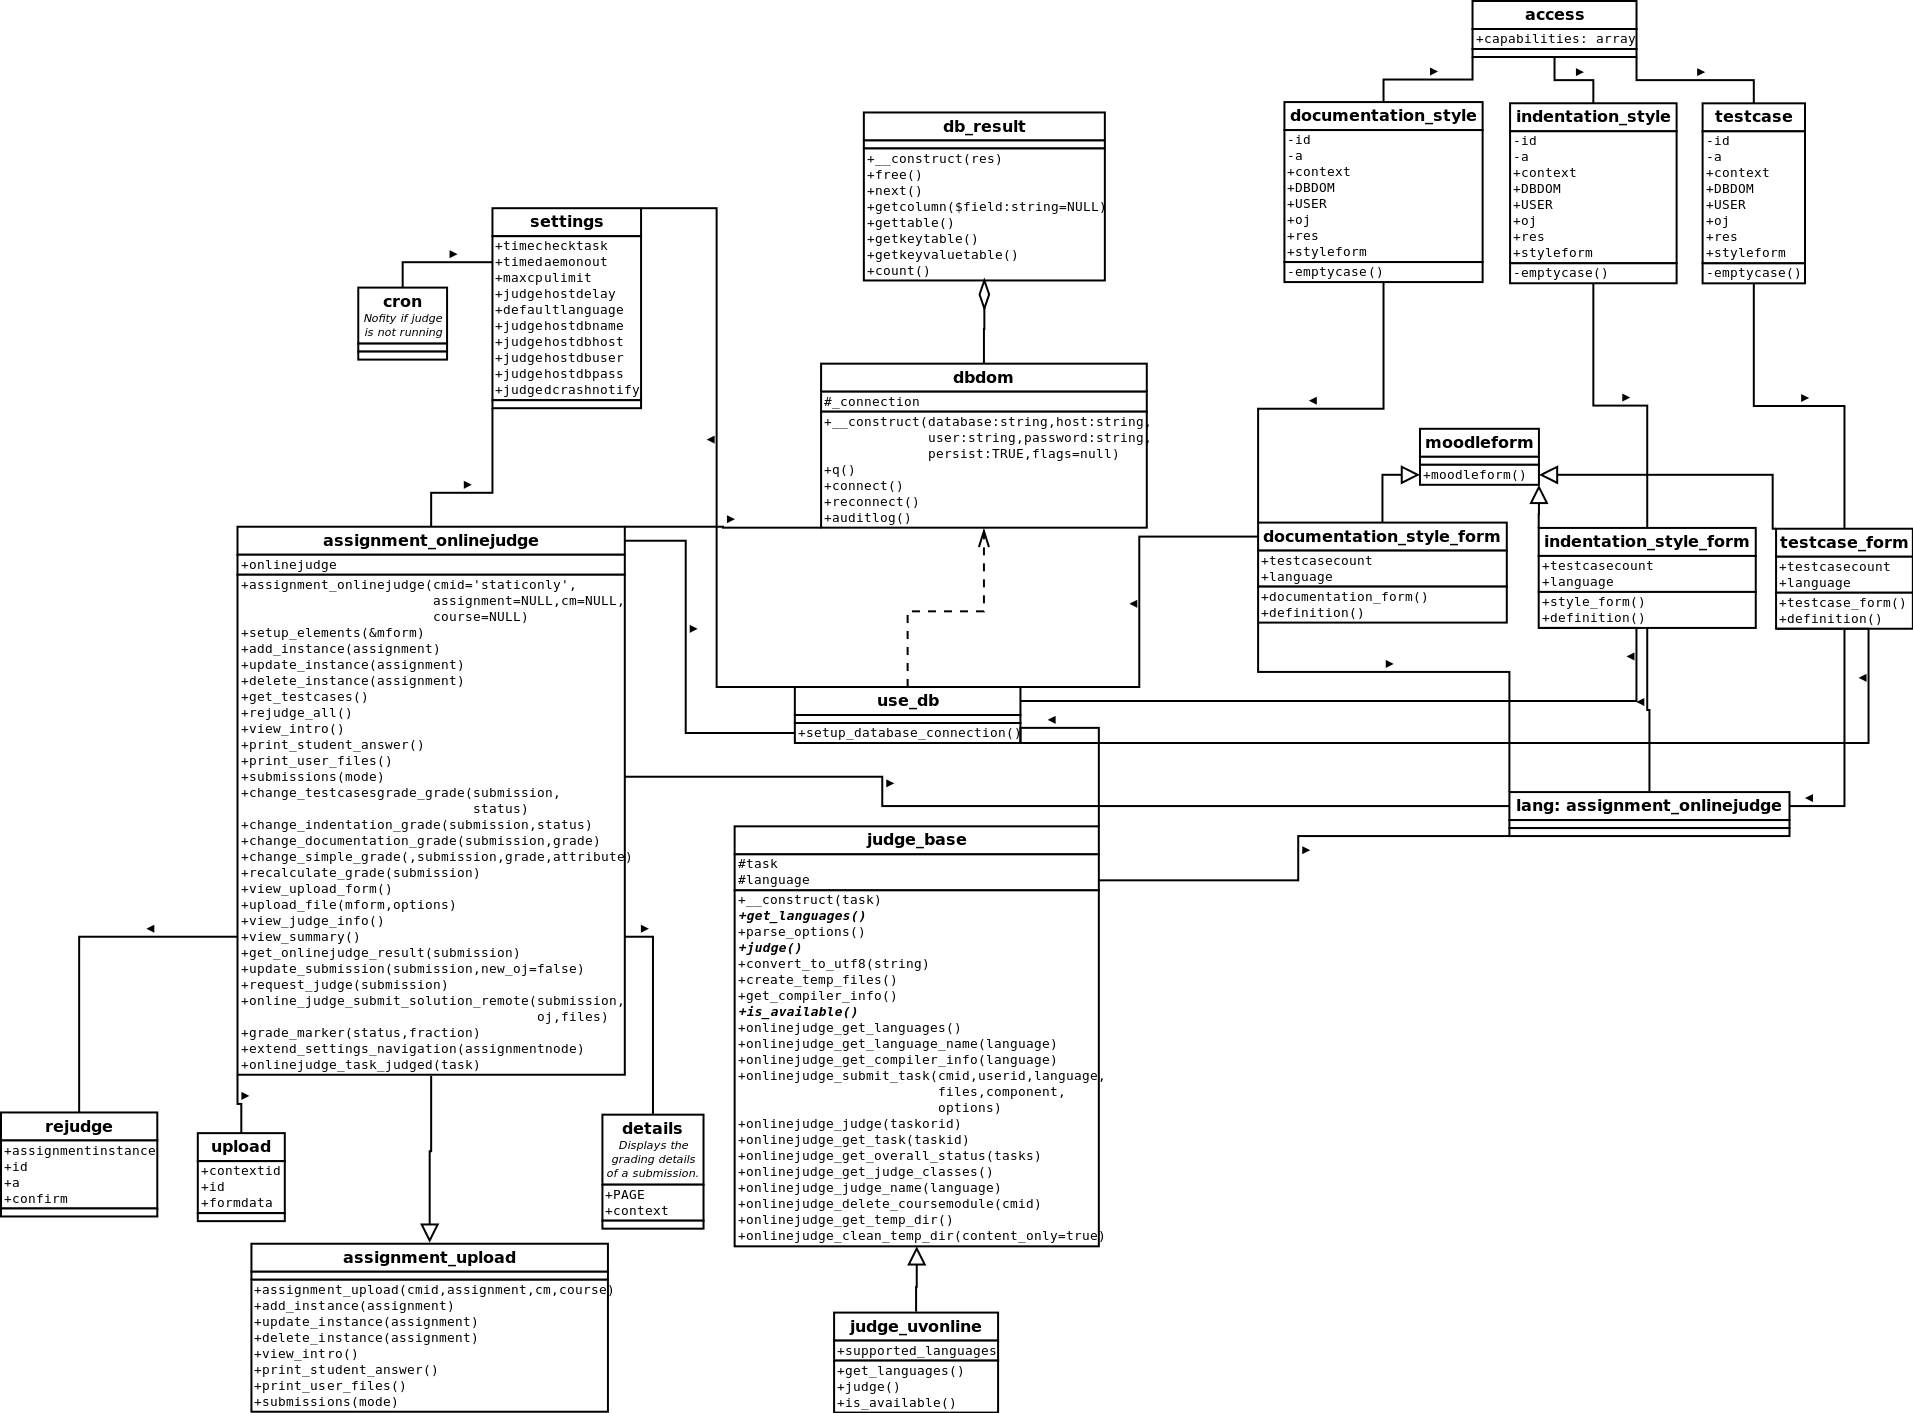 access
+capabilities: array
documentation_style
-id
-a
+context
+DBDOM
+USER
+oj
+res
+styleform
-emptycase()
indentation_style
-id
-a
+context
+DBDOM
+USER
+oj
+res
+styleform
-emptycase()
testcase
-id
-a
+context
+DBDOM
+USER
+oj
+res
+styleform
-emptycase()
db_result
+__construct(res)
+free()
+next()
+getcolumn($field:string=NULL)
+gettable()
+getkeytable()
+getkeyvaluetable()
+count()
settings
+timechecktask
+timedaemonout
+maxcpulimit
+judgehostdelay
+defaultlanguage
+judgehostdbname
+judgehostdbhost
+judgehostdbuser
+judgehostdbpass
+judgedcrashnotify
cron
Nofity if judge
is not running
dbdom
#_connection
+__construct(database:string,host:string,
user:string,password:string,
persist:TRUE,flags=null)
+q()
+connect()
+reconnect()
+auditlog()
moodleform
+moodleform()
documentation_style_form
+testcasecount
+language
+documentation_form()
+definition()
indentation_style_form
+testcasecount
+language
+style_form()
+definition()
testcase_form
+testcasecount
+language
+testcase_form()
+definition()
assignment_onlinejudge
+onlinejudge
+assignment_onlinejudge(cmid='staticonly',
assignment=NULL,cm=NULL,
course=NULL)
+setup_elements(&mform)
+add_instance(assignment)
+update_instance(assignment)
+delete_instance(assignment)
+get_testcases()
+rejudge_all()
+view_intro()
+print_student_answer()
+print_user_files()
+submissions(mode)
+change_testcasesgrade_grade(submission,
status)
+change_indentation_grade(submission,status)
+change_documentation_grade(submission,grade)
+change_simple_grade(,submission,grade,attribute)
+recalculate_grade(submission)
+view_upload_form()
+upload_file(mform,options)
+view_judge_info()
+view_summary()
+get_onlinejudge_result(submission)
+update_submission(submission,new_oj=false)
+request_judge(submission)
+online_judge_submit_solution_remote(submission,
oj,files)
+grade_marker(status,fraction)
+extend_settings_navigation(assignmentnode)
+onlinejudge_task_judged(task)
use_db
+setup_database_connection()
lang: assignment_onlinejudge
judge_base
#task
#language
+__construct(task)
+get_languages()
+parse_options()
+judge()
+convert_to_utf8(string)
+create_temp_files()
+get_compiler_info()
+is_available()
+onlinejudge_get_languages()
+onlinejudge_get_language_name(language)
+onlinejudge_get_compiler_info(language)
+onlinejudge_submit_task(cmid,userid,language,
files,component,
options)
+onlinejudge_judge(taskorid)
+onlinejudge_get_task(taskid)
+onlinejudge_get_overall_status(tasks)
+onlinejudge_get_judge_classes()
+onlinejudge_judge_name(language)
+onlinejudge_delete_coursemodule(cmid)
+onlinejudge_get_temp_dir()
+onlinejudge_clean_temp_dir(content_only=true)
rejudge
+assignmentinstance
+id
+a
+confirm
upload
+contextid
+id
+formdata
details
Displays the
grading details
of a submission.
+PAGE
+context
assignment_upload
+assignment_upload(cmid,assignment,cm,course)
+add_instance(assignment)
+update_instance(assignment)
+delete_instance(assignment)
+view_intro()
+print_student_answer()
+print_user_files()
+submissions(mode)
judge_uvonline
+supported_languages
+get_languages()
+judge()
+is_available()